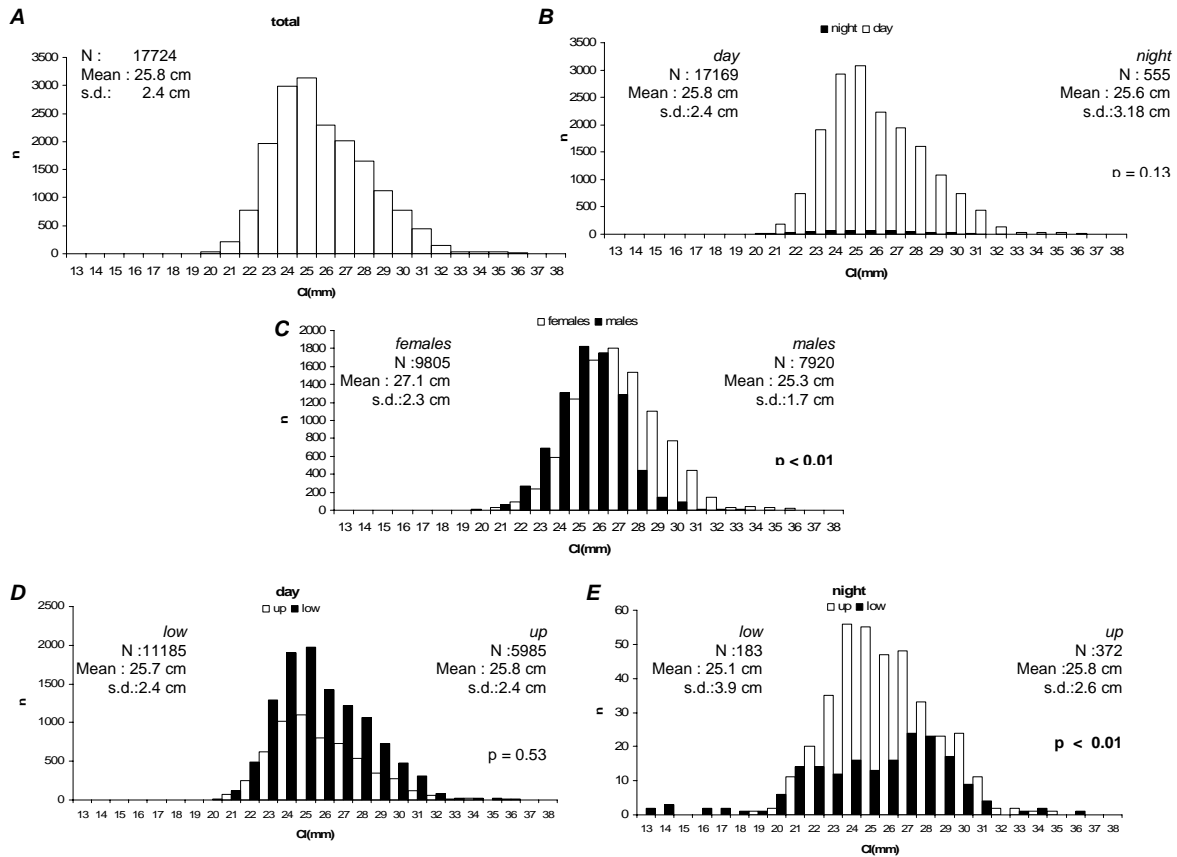 A
total
N : 17724
Mean : 25.8 cm
s.d.: 2.4 cm
3500
3000
2500
2000
1500
1000
500
0
n
13 14 15 16 17 18 19 20 21 22 23 24 25 26 27 28 29 30 31 32 33 34 35 36 37 38
Cl(mm)
B
night day
day
N : 17169
Mean : 25.8 cm
s.d.:2.4 cm
night
N : 555
Mean : 25.6 cm
s.d.:3.18 cm
p = 0.13
3500
3000
2500
2000
1500
1000
500
0
n
13 14 15 16 17 18 19 20 21 22 23 24 25 26 27 28 29 30 31 32 33 34 35 36 37 38
Cl(mm)
C
females males
females
N :9805
Mean : 27.1 cm
s.d.:2.3 cm
males
N : 7920
Mean : 25.3 cm
s.d.:1.7 cm
p < 0.01
2000
1800
1600
1400
1200
1000
800
600
400
200
0
n
13 14 15 16 17 18 19 20 21 22 23 24 25 26 27 28 29 30 31 32 33 34 35 36 37 38
Cl(mm)
D
day
up low
low
N :11185
Mean : 25.7 cm
s.d.:2.4 cm
up
N :5985
Mean : 25.8 cm
s.d.:2.4 cm
p = 0.53
2500
2000
1500
1000
500
0
n
13 14 15 16 17 18 19 20 21 22 23 24 25 26 27 28 29 30 31 32 33 34 35 36 37 38
Cl(mm)
E
night
up low
low
N :183
Mean : 25.1 cm
s.d.:3.9 cm
up
N : 372
Mean :25.8 cm
s.d.:2.6 cm
p < 0.01
60
50
40
30
20
10
0
n
13 14 15 16 17 18 19 20 21 22 23 24 25 26 27 28 29 30 31 32 33 34 35 36 37 38
Cl(mm)